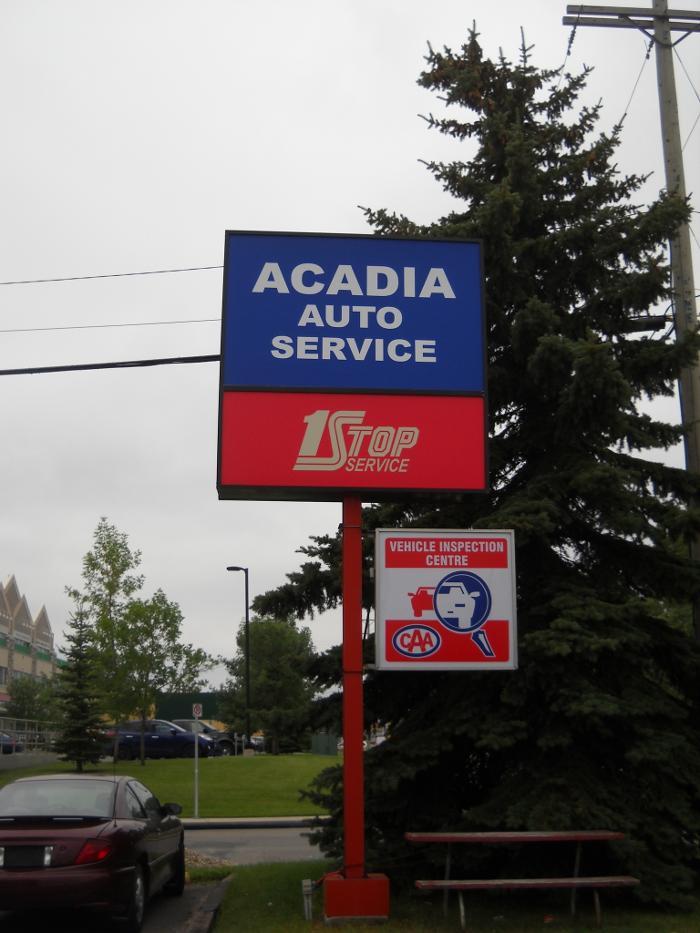 ACADIA
AUTO
SERVICE
1STOP
SERVICE
VEHICLE INSPECTION
CENTRE
CAA